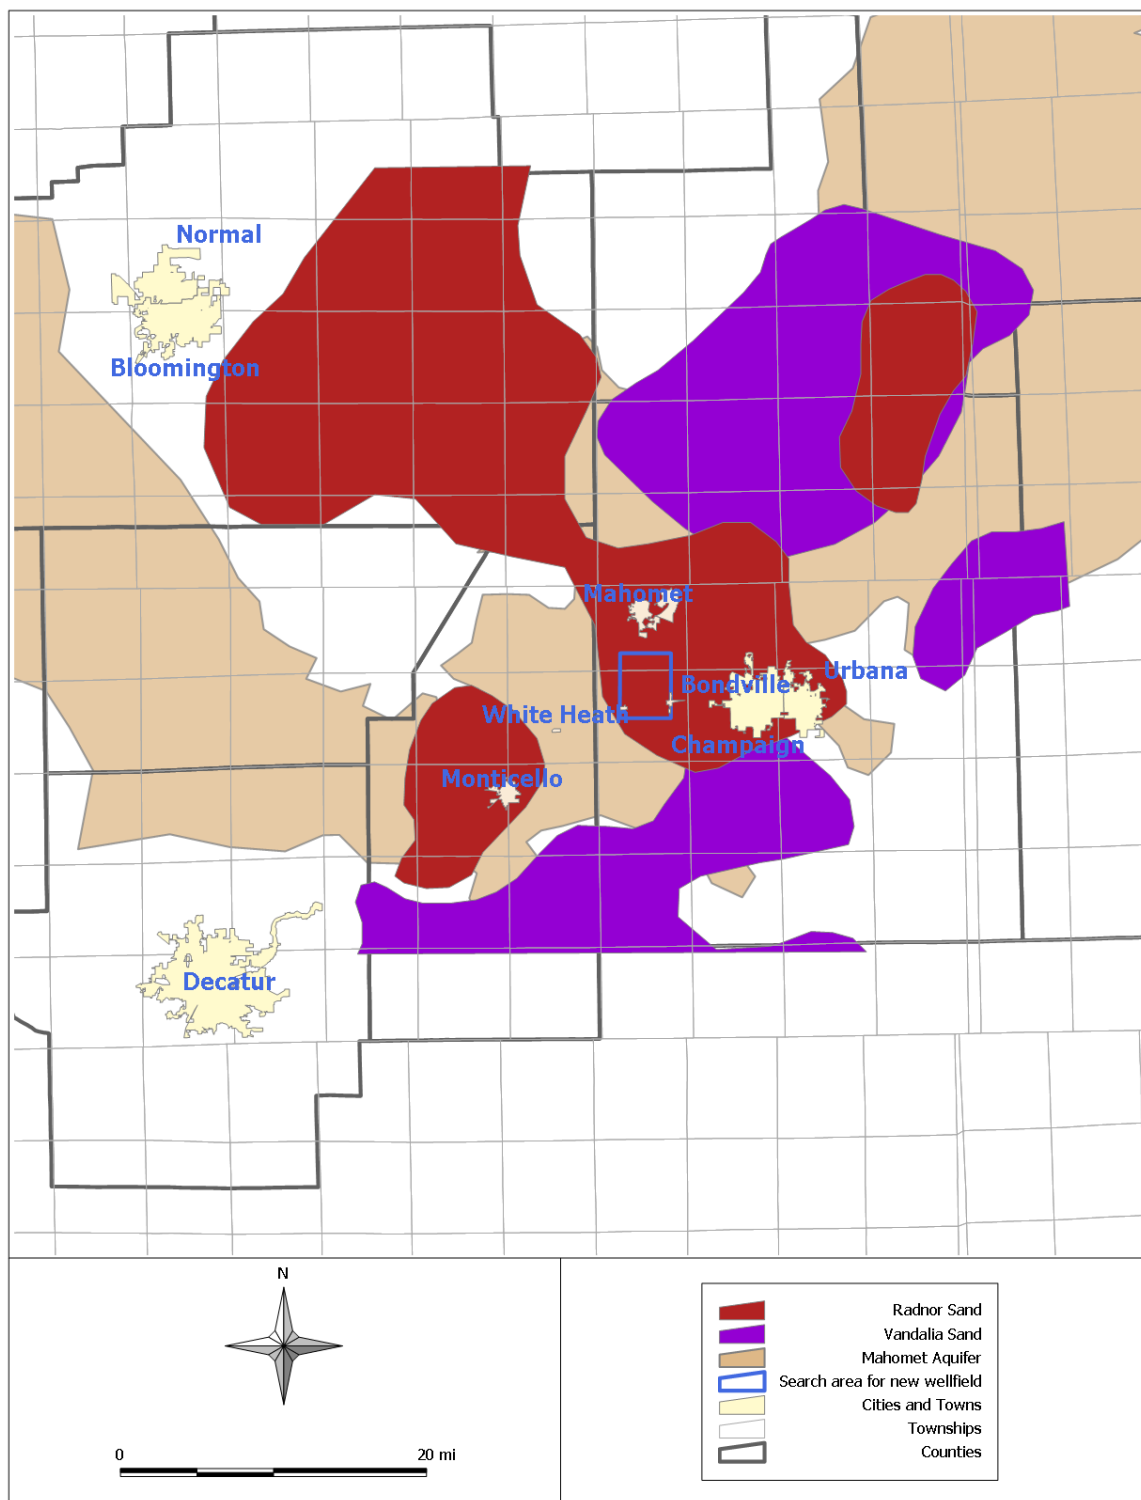 Normal
Bloomington
Mahomet
Urbana
Bondville
White Heath
Champaign
Monticello
Decatur
N
0
20 mi
Radnor Sand
Vandalia Sand
Mahomet Aquifer
Search area for new wellfield
Cities and Towns
Townships
Counties